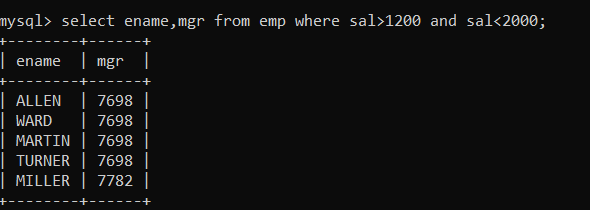 mysql> select ename,mgr from emp where sal>1200 and sal<2000;
+--------+------+
| ename  | mgr  |
+--------+------+
| ALLEN  | 7698 |
| WARD   | 7698 |
| MARTIN | 7698 |
| TURNER | 7698 |
| MILLER | 7782 |
+--------+------+